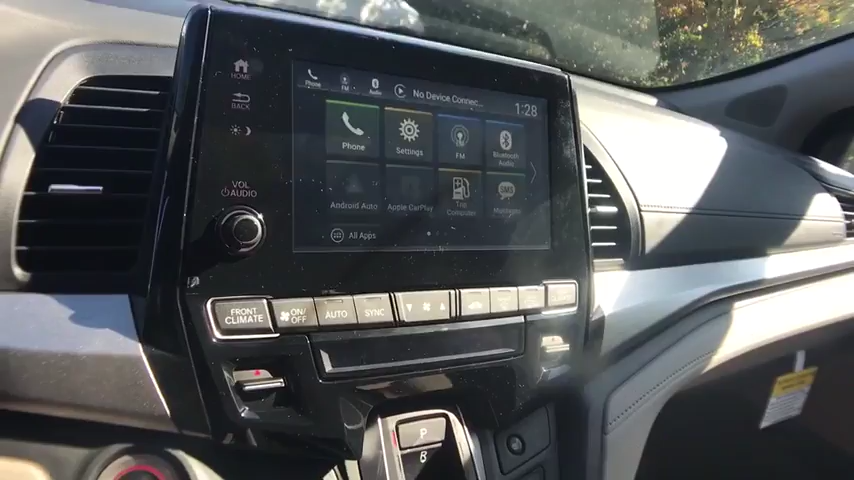 HOME
BACK
VOL
AUDIO
Phone
FM
Audio
No Device Connec...
1:28
Phone
Settings
FM
Bluetooth
Audio
Android Auto
Apple CarPlay
Trip
Computer
SMS
Messages
All Apps
FRONT
CLIMATE
ON/
OFF
AUTO
SYNC
P